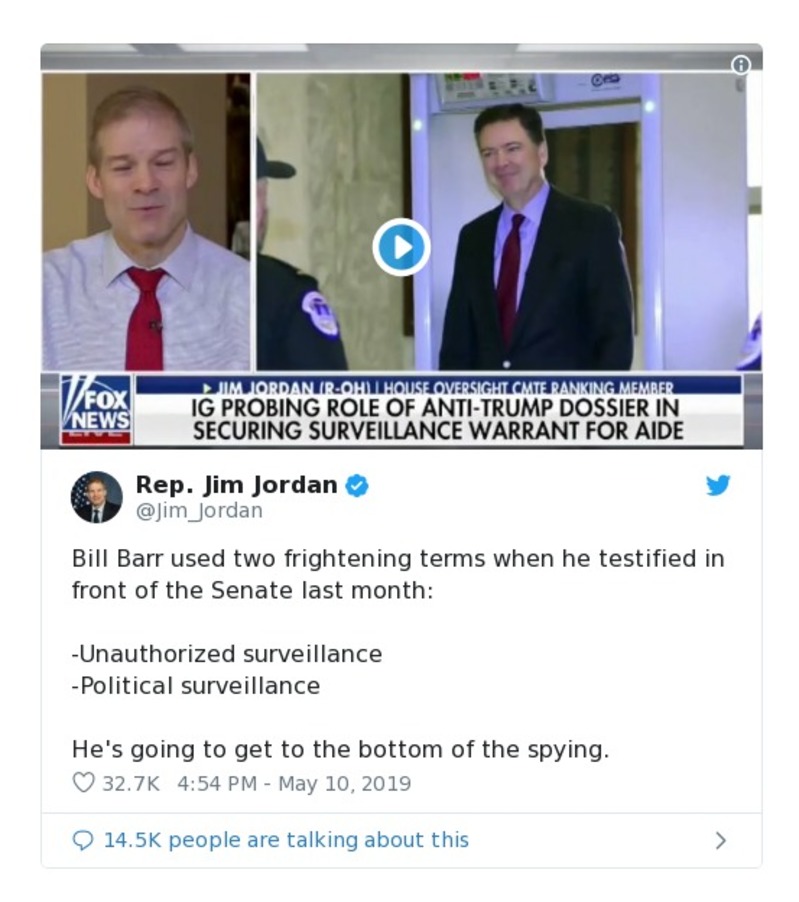 ▸ JIM JORDAN (R-OH) | HOUSE OVERSIGHT CMTE RANKING MEMBER
FOX
NEWS
LIVE
IG PROBING ROLE OF ANTI-TRUMP DOSSIER IN
SECURING SURVEILLANCE WARRANT FOR AIDE
Rep. Jim Jordan
@Jim_Jordan
Bill Barr used two frightening terms when he testified in
front of the Senate last month:
-Unauthorized surveillance
-Political surveillance
He's going to get to the bottom of the spying.
32.7K 4:54 PM - May 10, 2019
14.5K people are talking about this